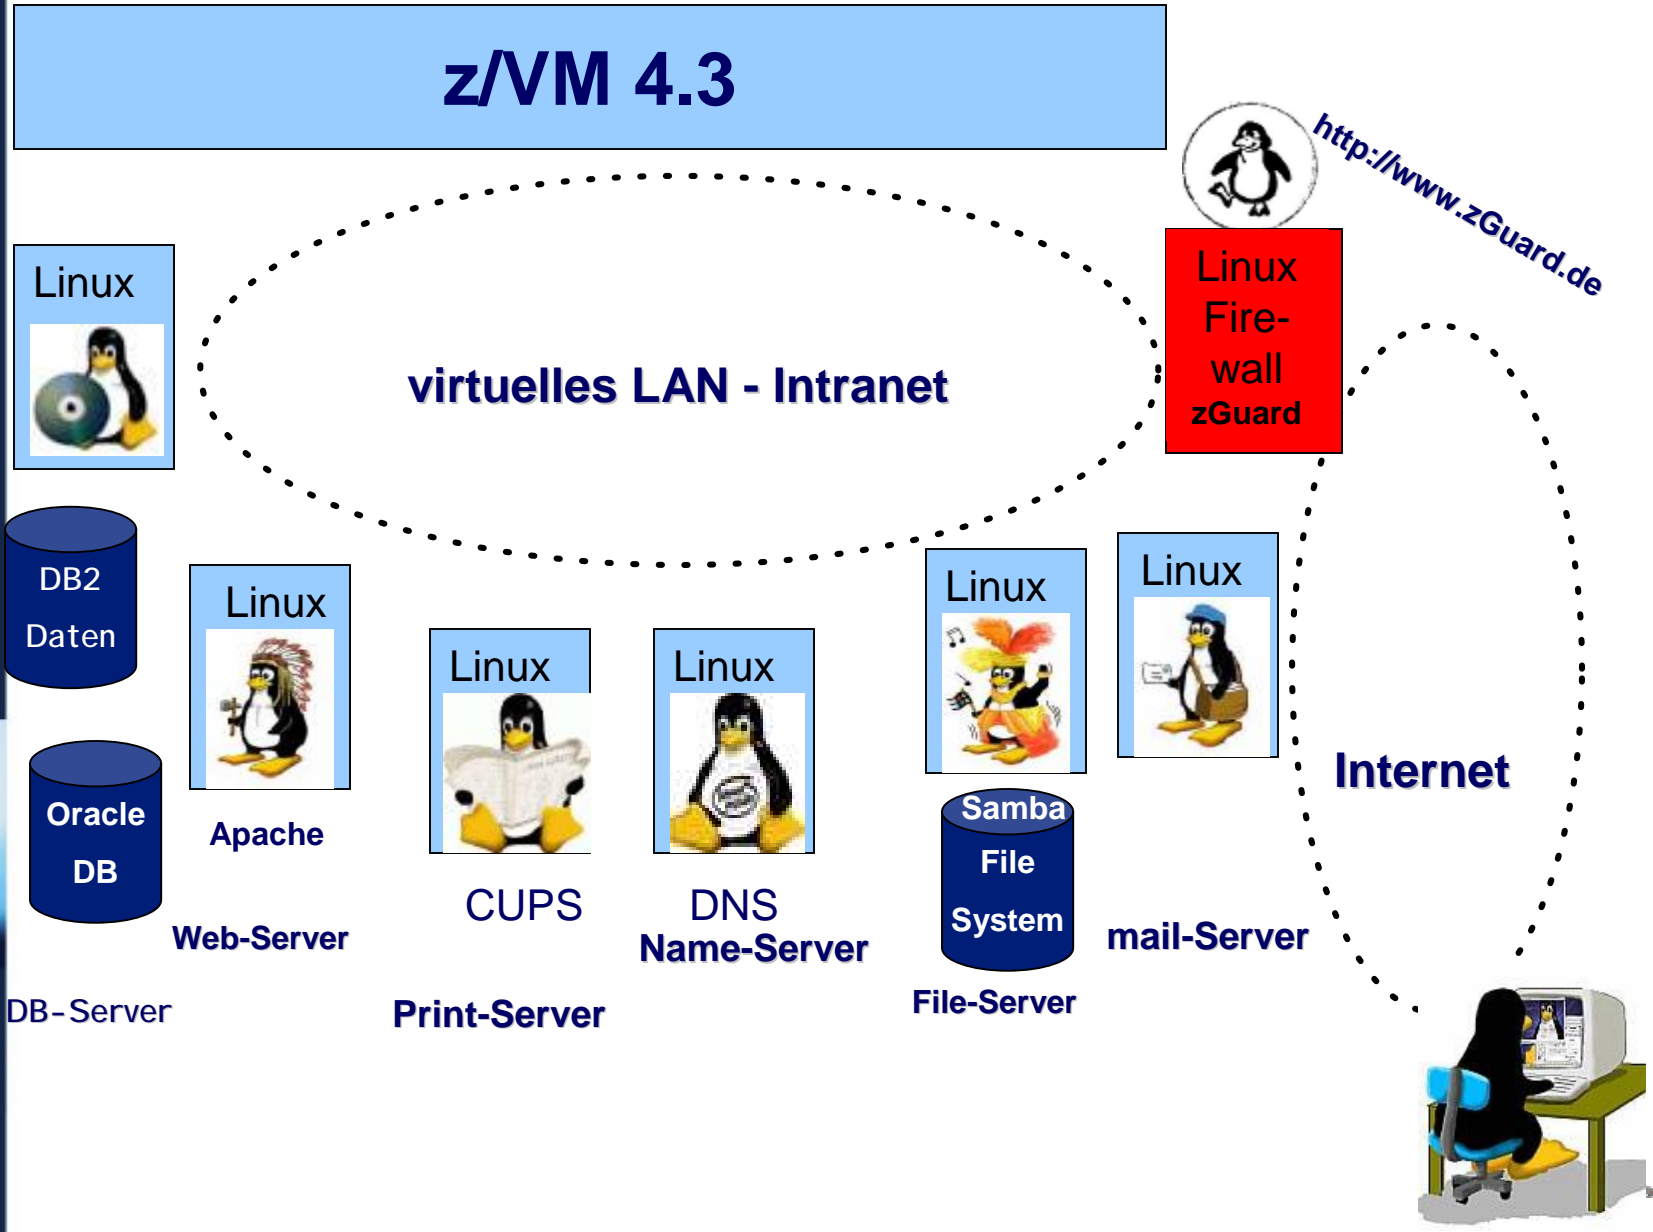 z/VM 4.3
http://www.zGuard.de
Linux
Fire-
wall
zGuard
Linux
virtuelles LAN - Intranet
DB2
Daten
Linux
Linux
Linux
Linux
Linux
Oracle
DB
Apache
Samba
File
System
Internet
CUPS
DNS
Name-Server
Web-Server
mail-Server
DB-Server
Print-Server
File-Server